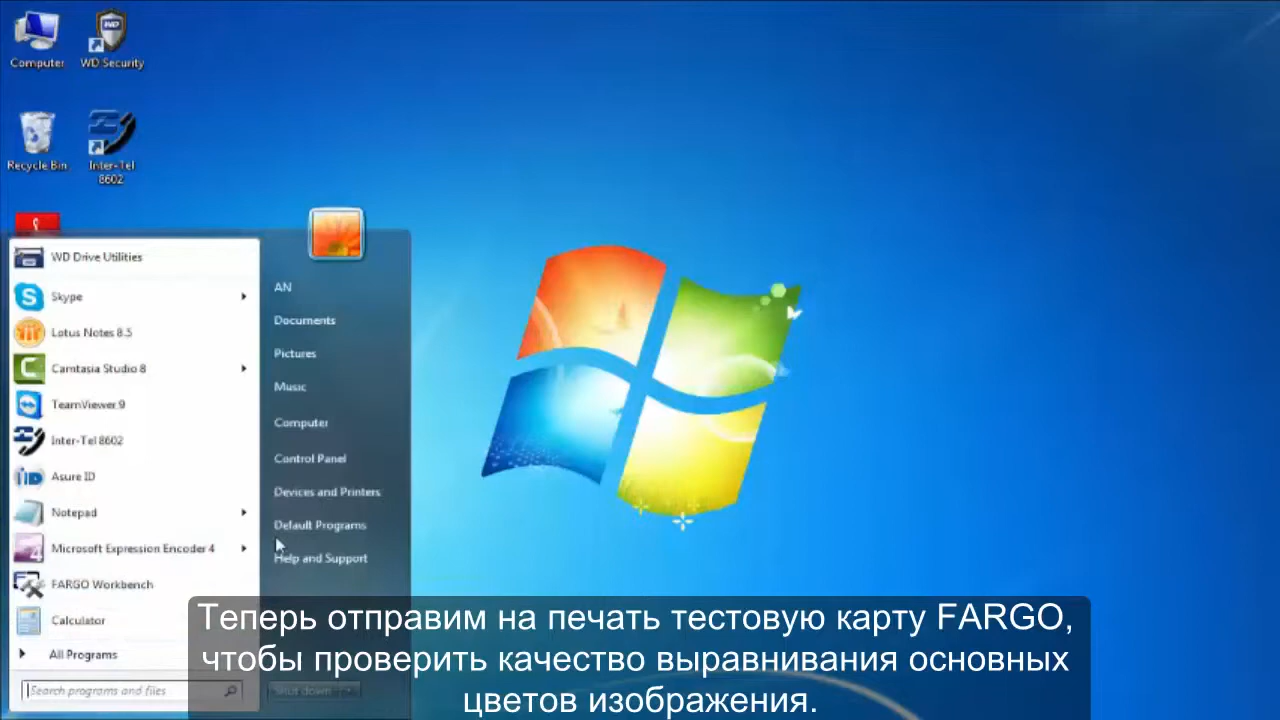 Computer
WD Security
Recycle Bin
Inter-Tel
8602
WD Drive Utilities
Skype
Lotus Notes 8.5
Camtasia Studio 8
TeamViewer 9
Inter-Tel 8602
Asure ID
Notepad
Microsoft Expression Encoder 4
FARGO Workbench
Calculator
All Programs
Search programs and files
AN
Documents
Pictures
Music
Computer
Control Panel
Devices and Printers
Default Programs
Help and Support
Shut down
Теперь отправим на печать тестовую карту FARGO,
чтобы проверить качество выравнивания основных
цветов изображения.